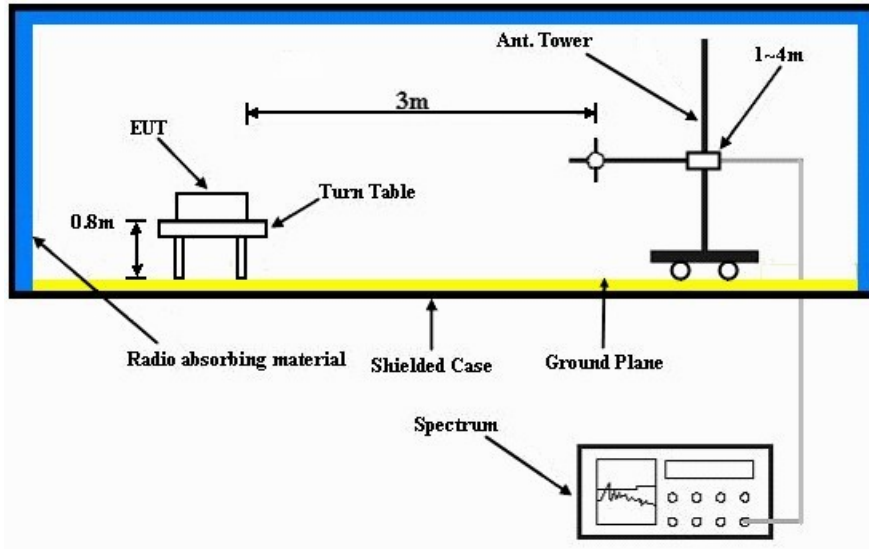 Ant. Tower
1~4m
3m
EUT
Turn Table
0.8m
Radio absorbing material
Shielded Case
Ground Plane
Spectrum